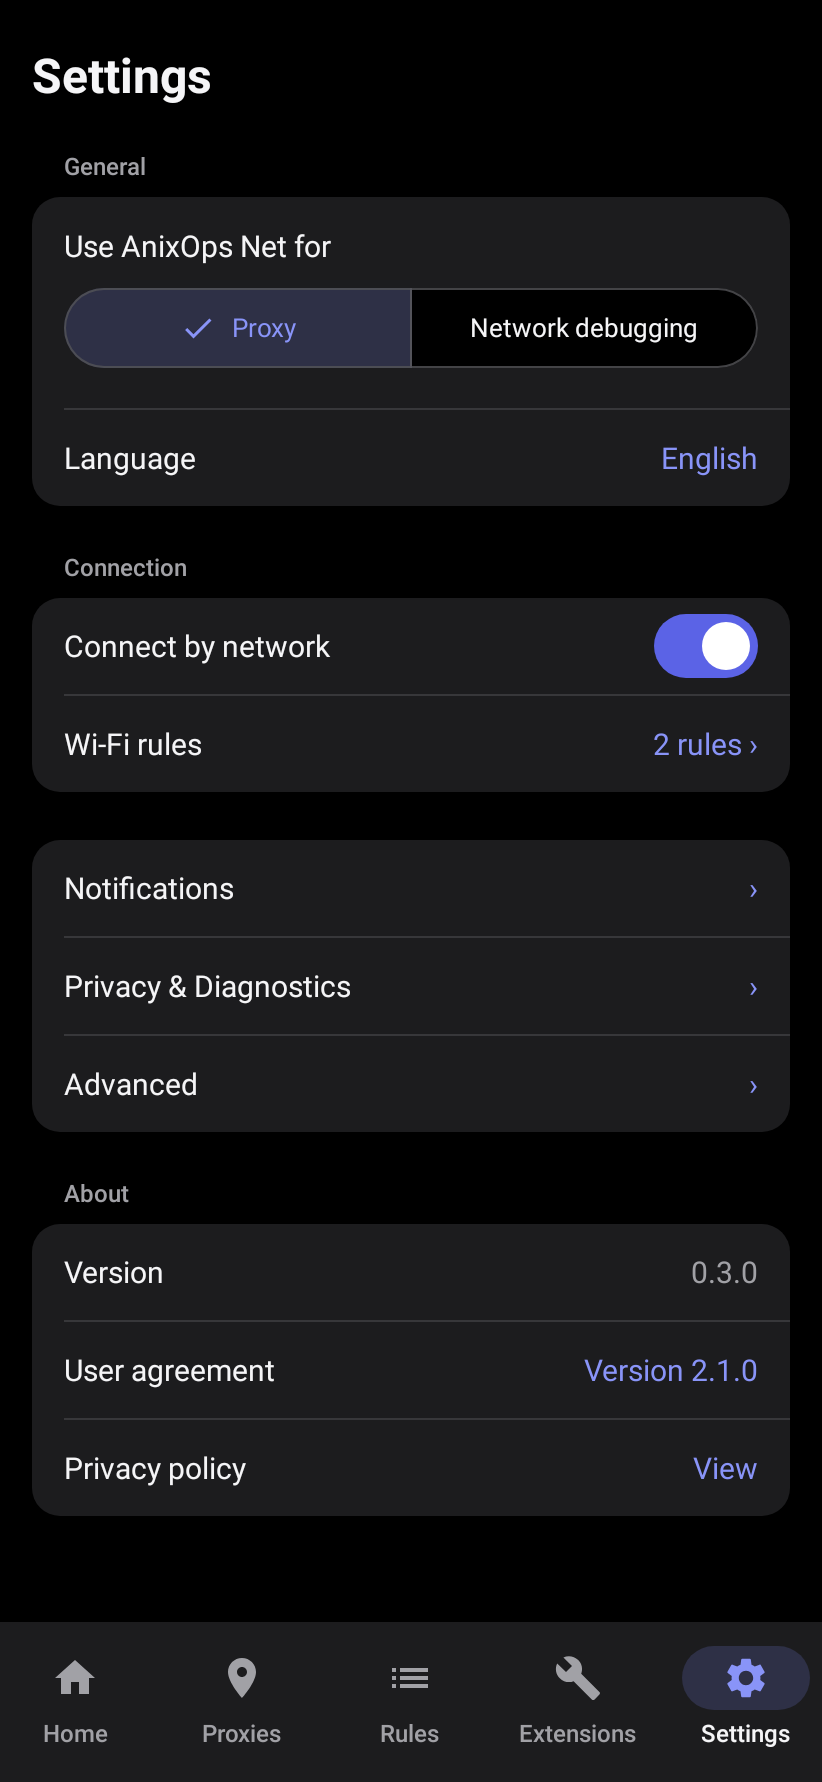 Settings
General
Use AnixOps Net for
Proxy
Network debugging
Language
English
Connection
Connect by network
Wi-Fi rules
2 rules ›
Notifications
›
Privacy & Diagnostics
›
Advanced
›
About
Version
0.3.0
User agreement
Version 2.1.0
Privacy policy
View
Home
Proxies
Rules
Extensions
Settings